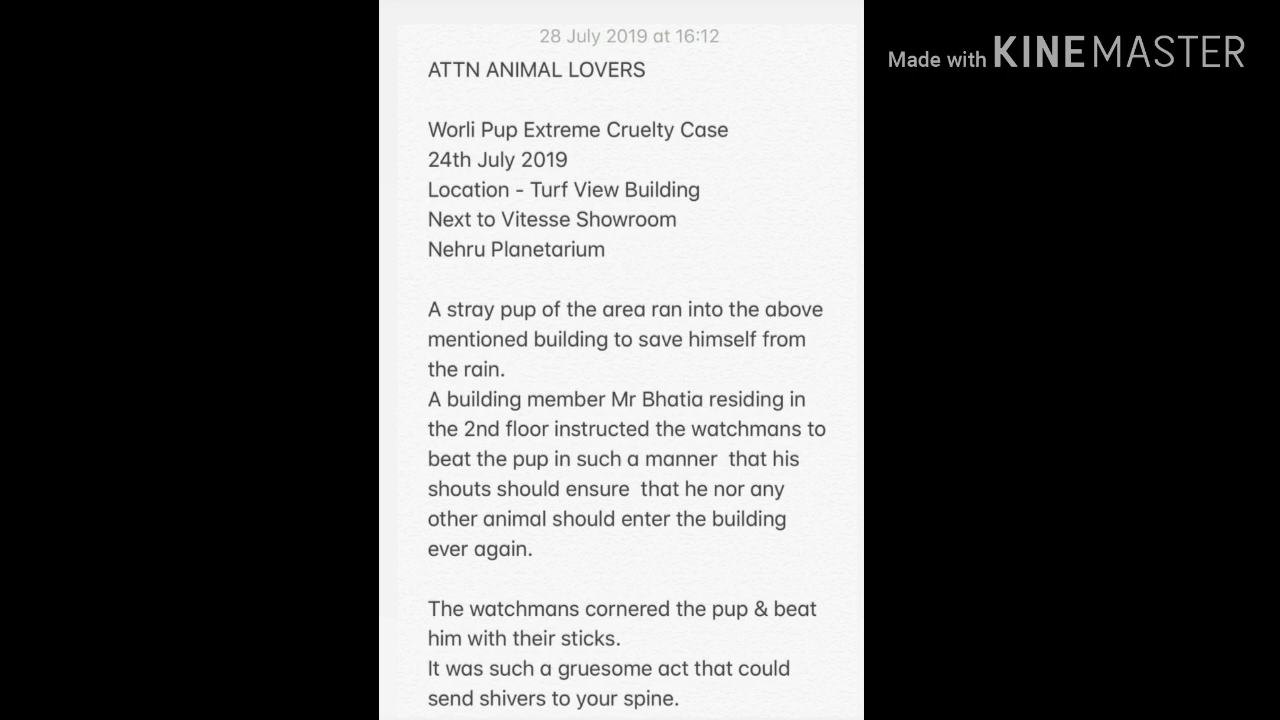 28 July 2019 at 16:12
Made with KINEMASTER
ATTN ANIMAL LOVERS
Worli Pup Extreme Cruelty Case
24th July 2019
Location - Turf View Building
Next to Vitesse Showroom
Nehru Planetarium
A stray pup of the area ran into the above
mentioned building to save himself from
the rain.
A building member Mr Bhatia residing in
the 2nd floor instructed the watchmans to
beat the pup in such a manner  that his
shouts should ensure  that he nor any
other animal should enter the building
ever again.
The watchmans cornered the pup & beat
him with their sticks.
It was such a gruesome act that could
send shivers to your spine.